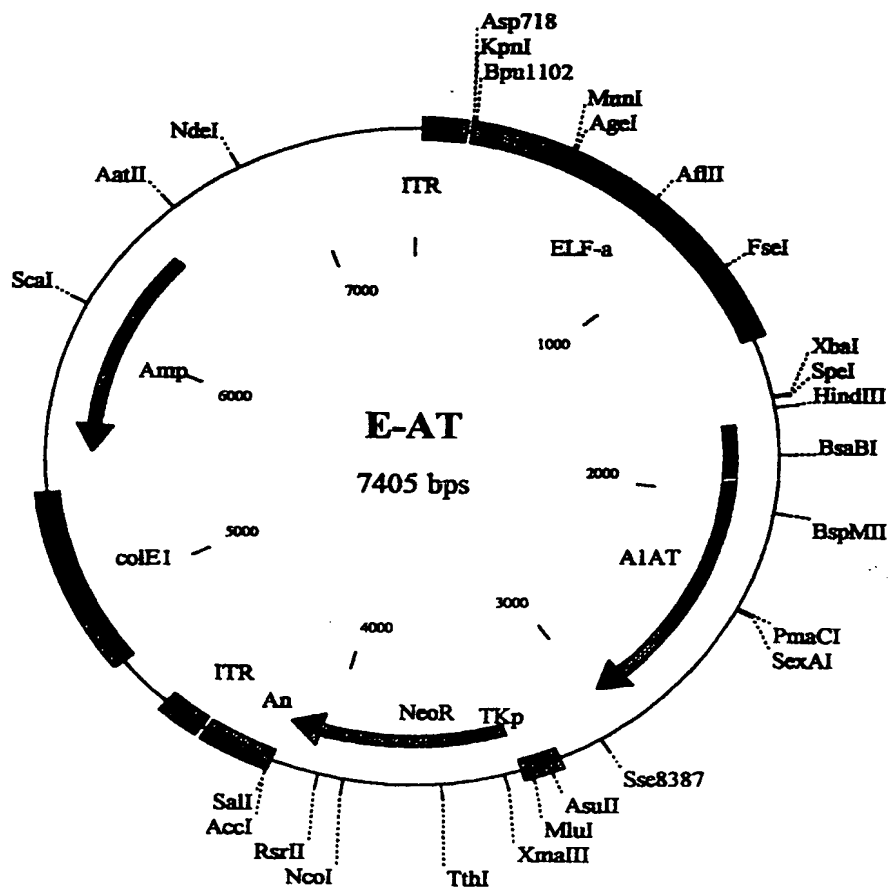 Asp718
KpnI
Bpu1102
MunI
AgeI
NdeI
AatII
AflII
ITR
ELF-a
FseI
ScaI
7000
1000
XbaI
SpeI
HindIII
Amp
6000
E-AT
7405 bps
BsaBI
2000
BspMII
colE1
5000
A1AT
3000
4000
PmaCI
SexAI
ITR
An
NeoR
TKp
Sse8387
SalI
AccI
AsuII
MluI
RsrII
XmaIII
NcoI
TthI